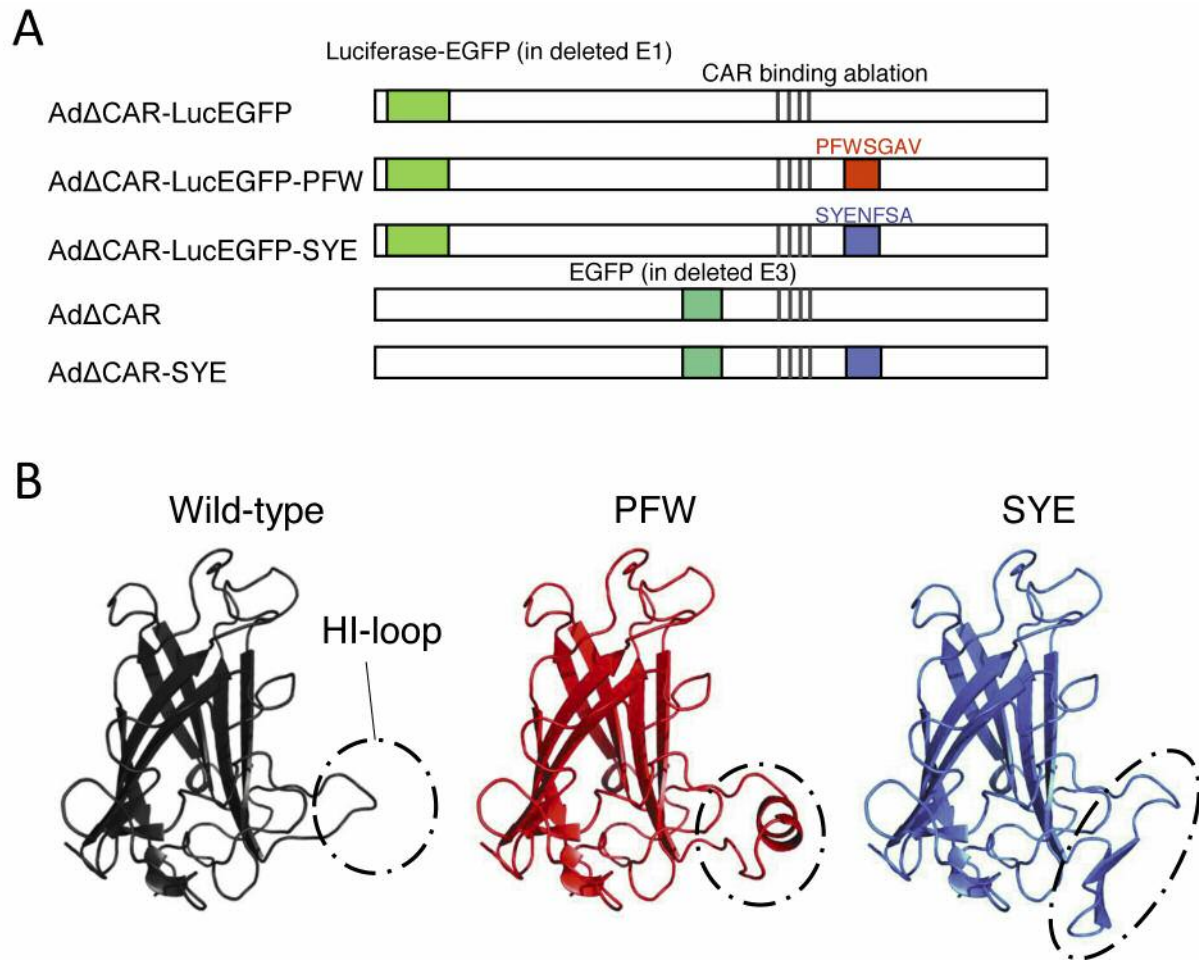 A
Luciferase-EGFP (in deleted E1)
CAR binding ablation
AdΔCAR-LucEGFP
PFWSGAV
AdΔCAR-LucEGFP-PFW
SYENFSA
AdΔCAR-LucEGFP-SYE
EGFP (in deleted E3)
AdΔCAR
AdΔCAR-SYE
B
Wild-type
PFW
SYE
HI-loop